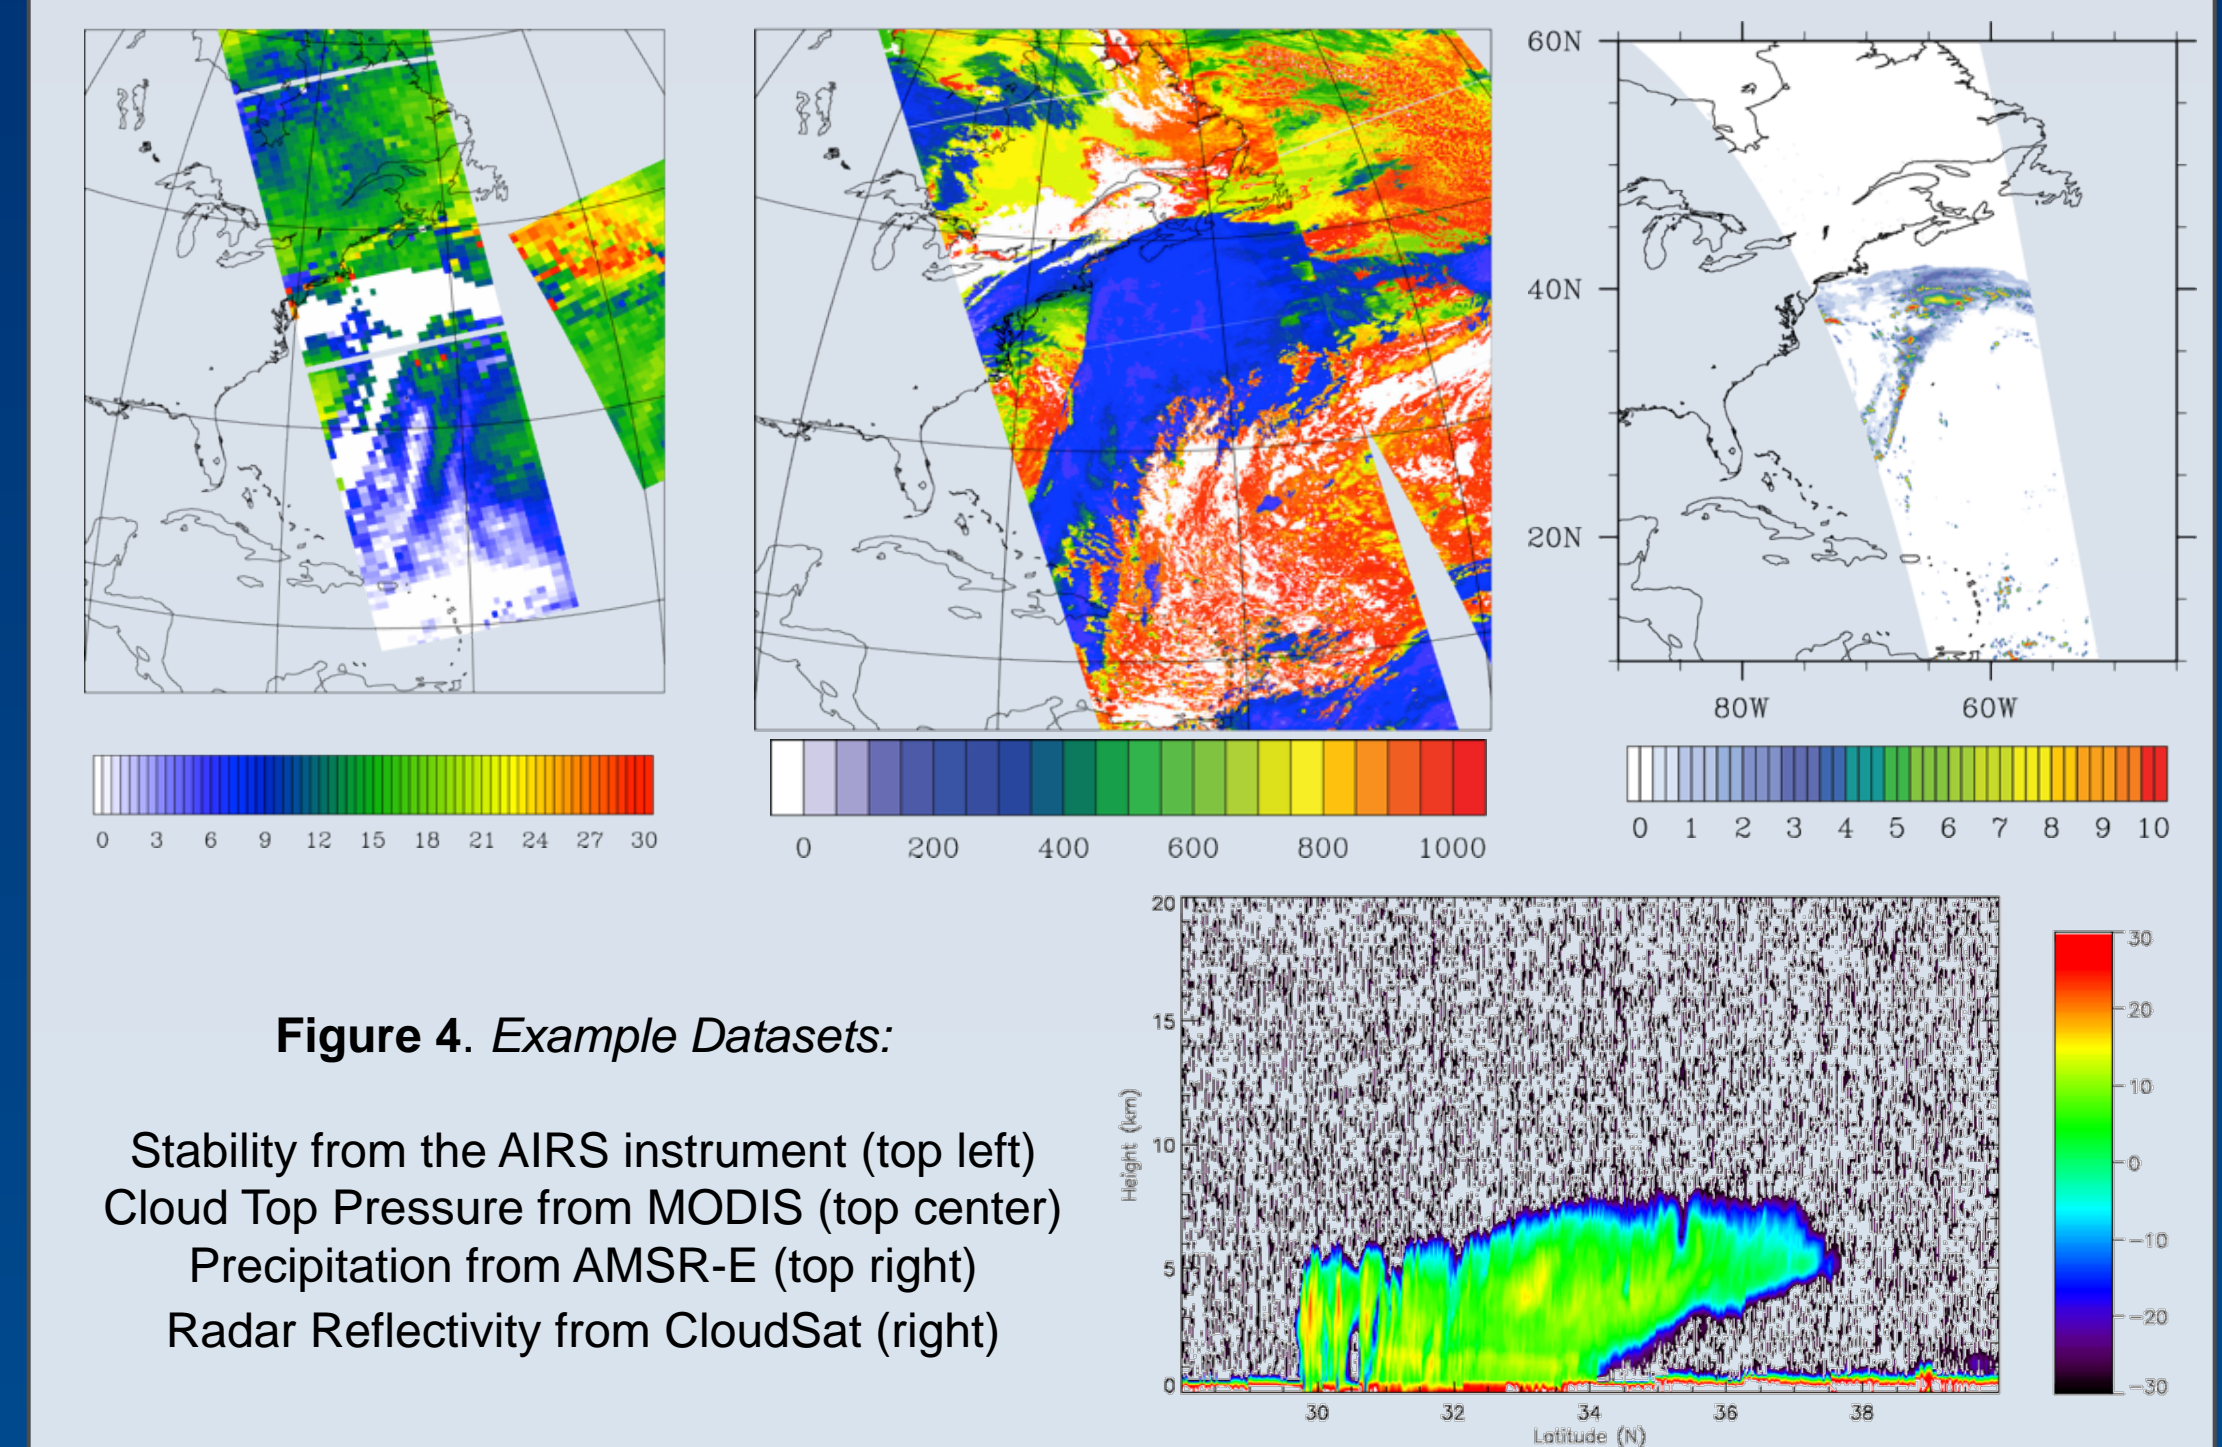 60N
40N
20N
80W 60W
0 3 6 9 12 15 18 21 24 27 30
0 200 400 600 800 1000
0 1 2 3 4 5 6 7 8 9 10
Figure 4. Example Datasets:
Stability from the AIRS instrument (top left)
Cloud Top Pressure from MODIS (top center)
Precipitation from AMSR-E (top right)
Radar Reflectivity from CloudSat (right)
20
15
10
5
0
Height (km)
30 32 34 36 38
Latitude (N)
30
20
10
0
-10
-20
-30